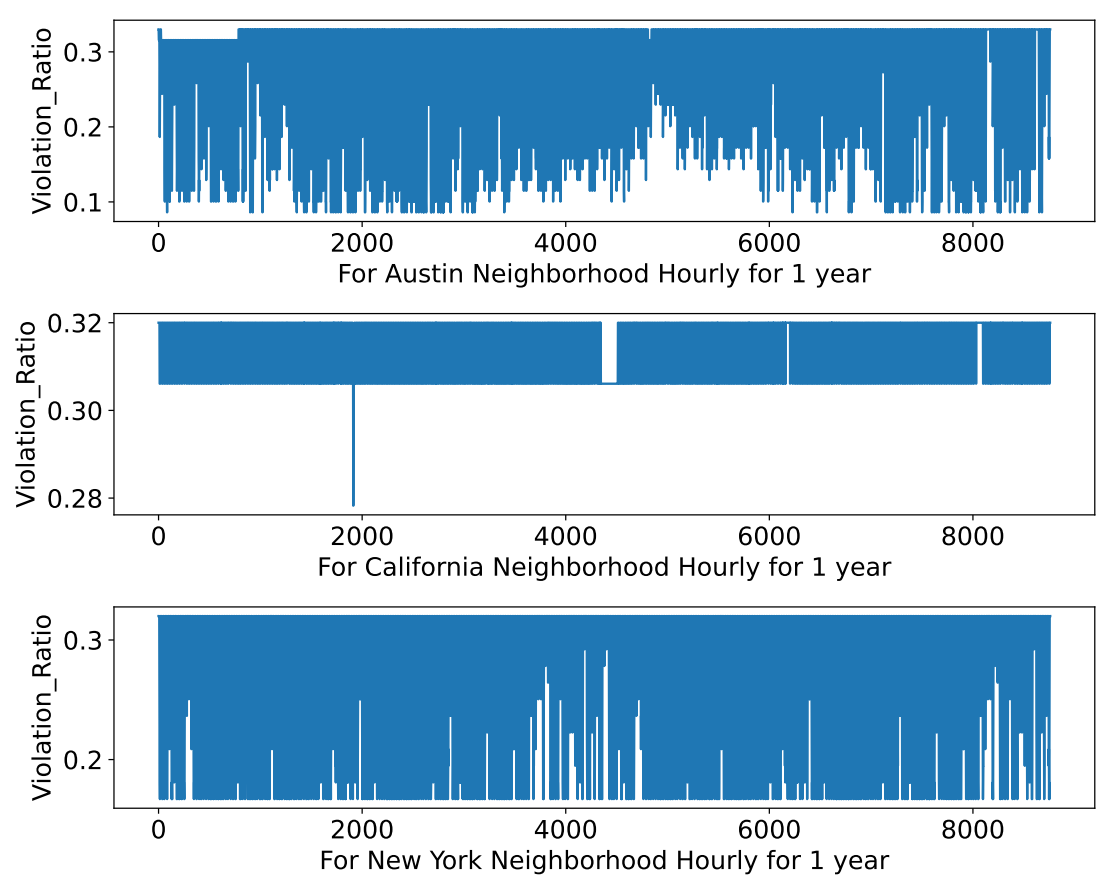 Violation_Ratio
0.3
0.2
0.1
0 2000 4000 6000 8000
For Austin Neighborhood Hourly for 1 year
Violation_Ratio
0.32
0.30
0.28
0 2000 4000 6000 8000
For California Neighborhood Hourly for 1 year
Violation_Ratio
0.3
0.2
0 2000 4000 6000 8000
For New York Neighborhood Hourly for 1 year